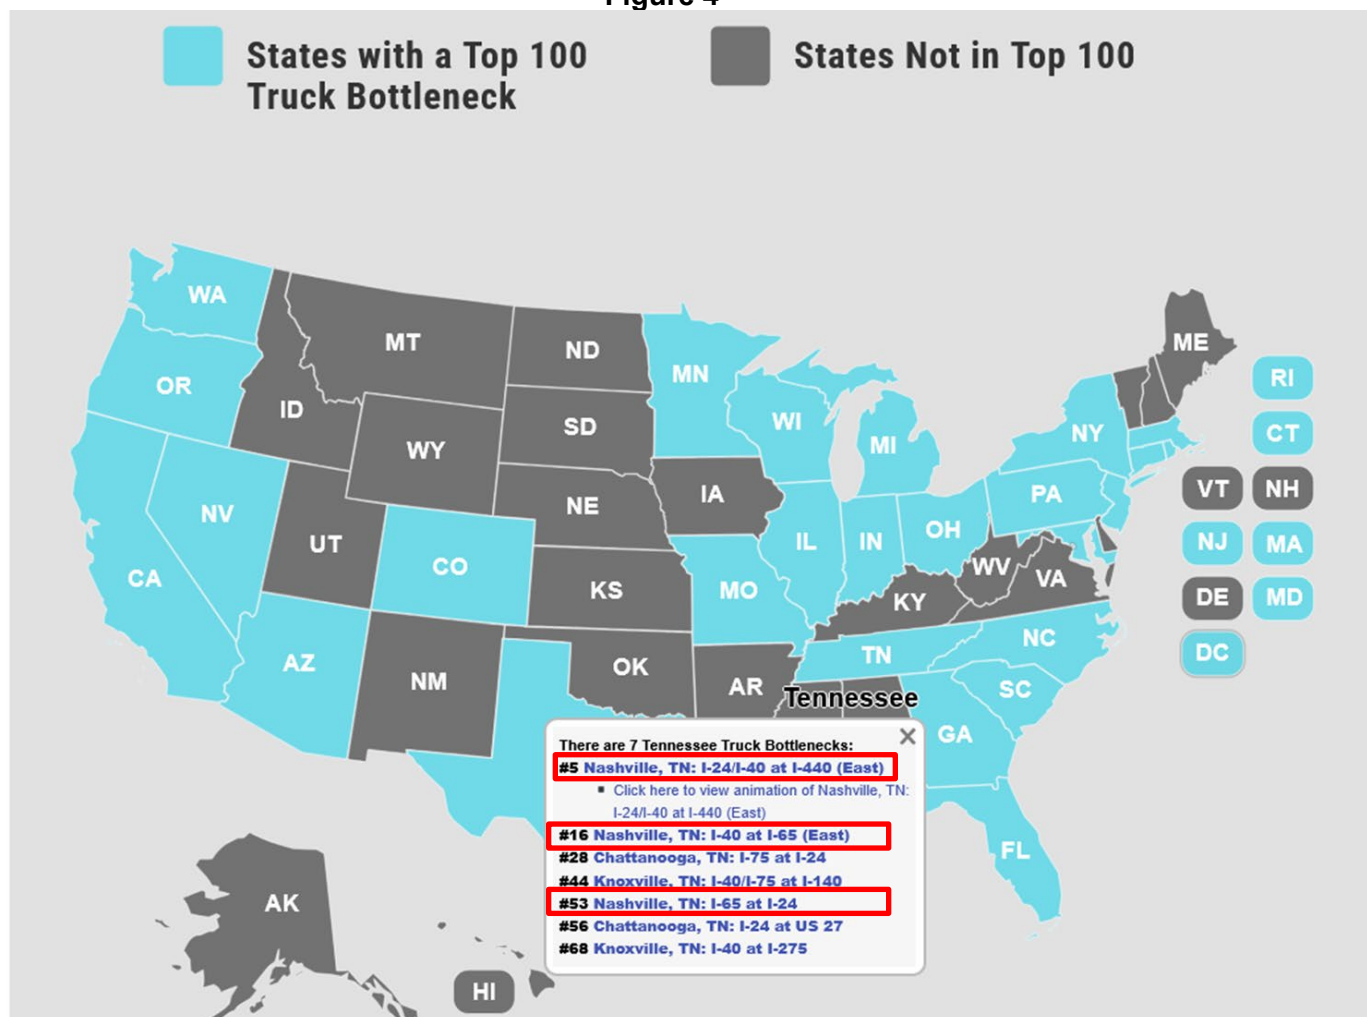 Figure 4
States with a Top 100
Truck Bottleneck
States Not in Top 100
WA
MT
ND
MN
ME
OR
ID
SD
WI
MI
NY
RI
WY
CT
NV
UT
NE
IA
PA
VT
NH
CO
IL
IN
OH
NJ
MA
CA
KS
MO
WV
VA
KY
DE
MD
AZ
NM
OK
AR
TN
NC
DC
SC
Tennessee
GA
There are 7 Tennessee Truck Bottlenecks:
#5 Nashville, TN: I-24/I-40 at I-440 (East)
Click here to view animation of Nashville, TN:
I-24/I-40 at I-440 (East)
#16 Nashville, TN: I-40 at I-65 (East)
#28 Chattanooga, TN: I-75 at I-24
#44 Knoxville, TN: I-40/I-75 at I-140
#53 Nashville, TN: I-65 at I-24
#56 Chattanooga, TN: I-24 at US 27
#68 Knoxville, TN: I-40 at I-275
FL
AK
HI